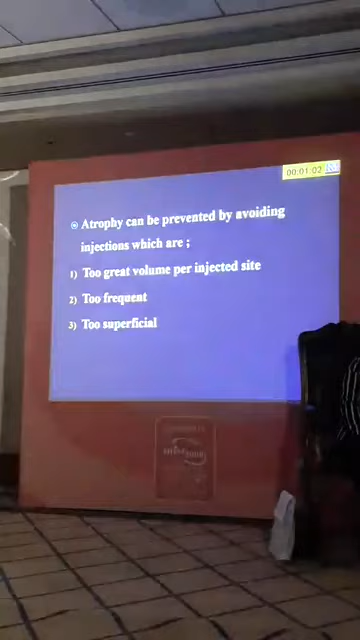 00:01:02
Atrophy can be prevented by avoiding
injections which are ;
1) Too great volume per injected site
2) Too frequent
3) Too superficial